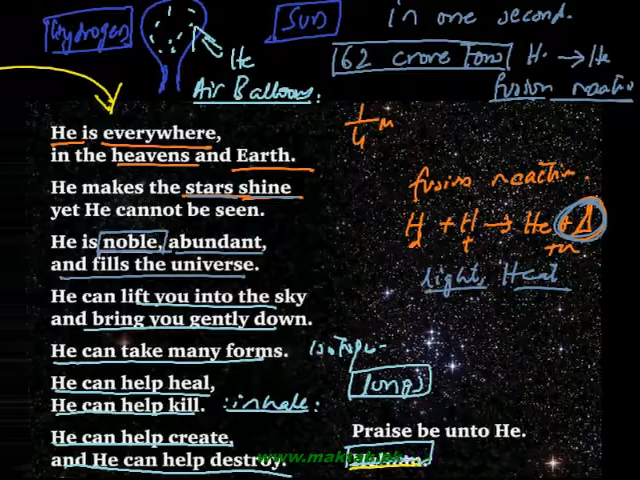 Hydrogen
He
Air Balloons.
Sun
in one second.
62 crore Tons H. → He
fusion reaction
He is everywhere,
in the heavens and Earth.
He makes the stars shine
yet He cannot be seen.
He is noble, abundant,
and fills the universe.
He can lift you into the sky
and bring you gently down.
He can take many forms.
Isotope
He can help heal,
He can help kill.
inhale
He can help create,
and He can help destroy.
1/4
fusion reaction.
H + H → He + Δ
light, Heat
lungs
Praise be unto He.